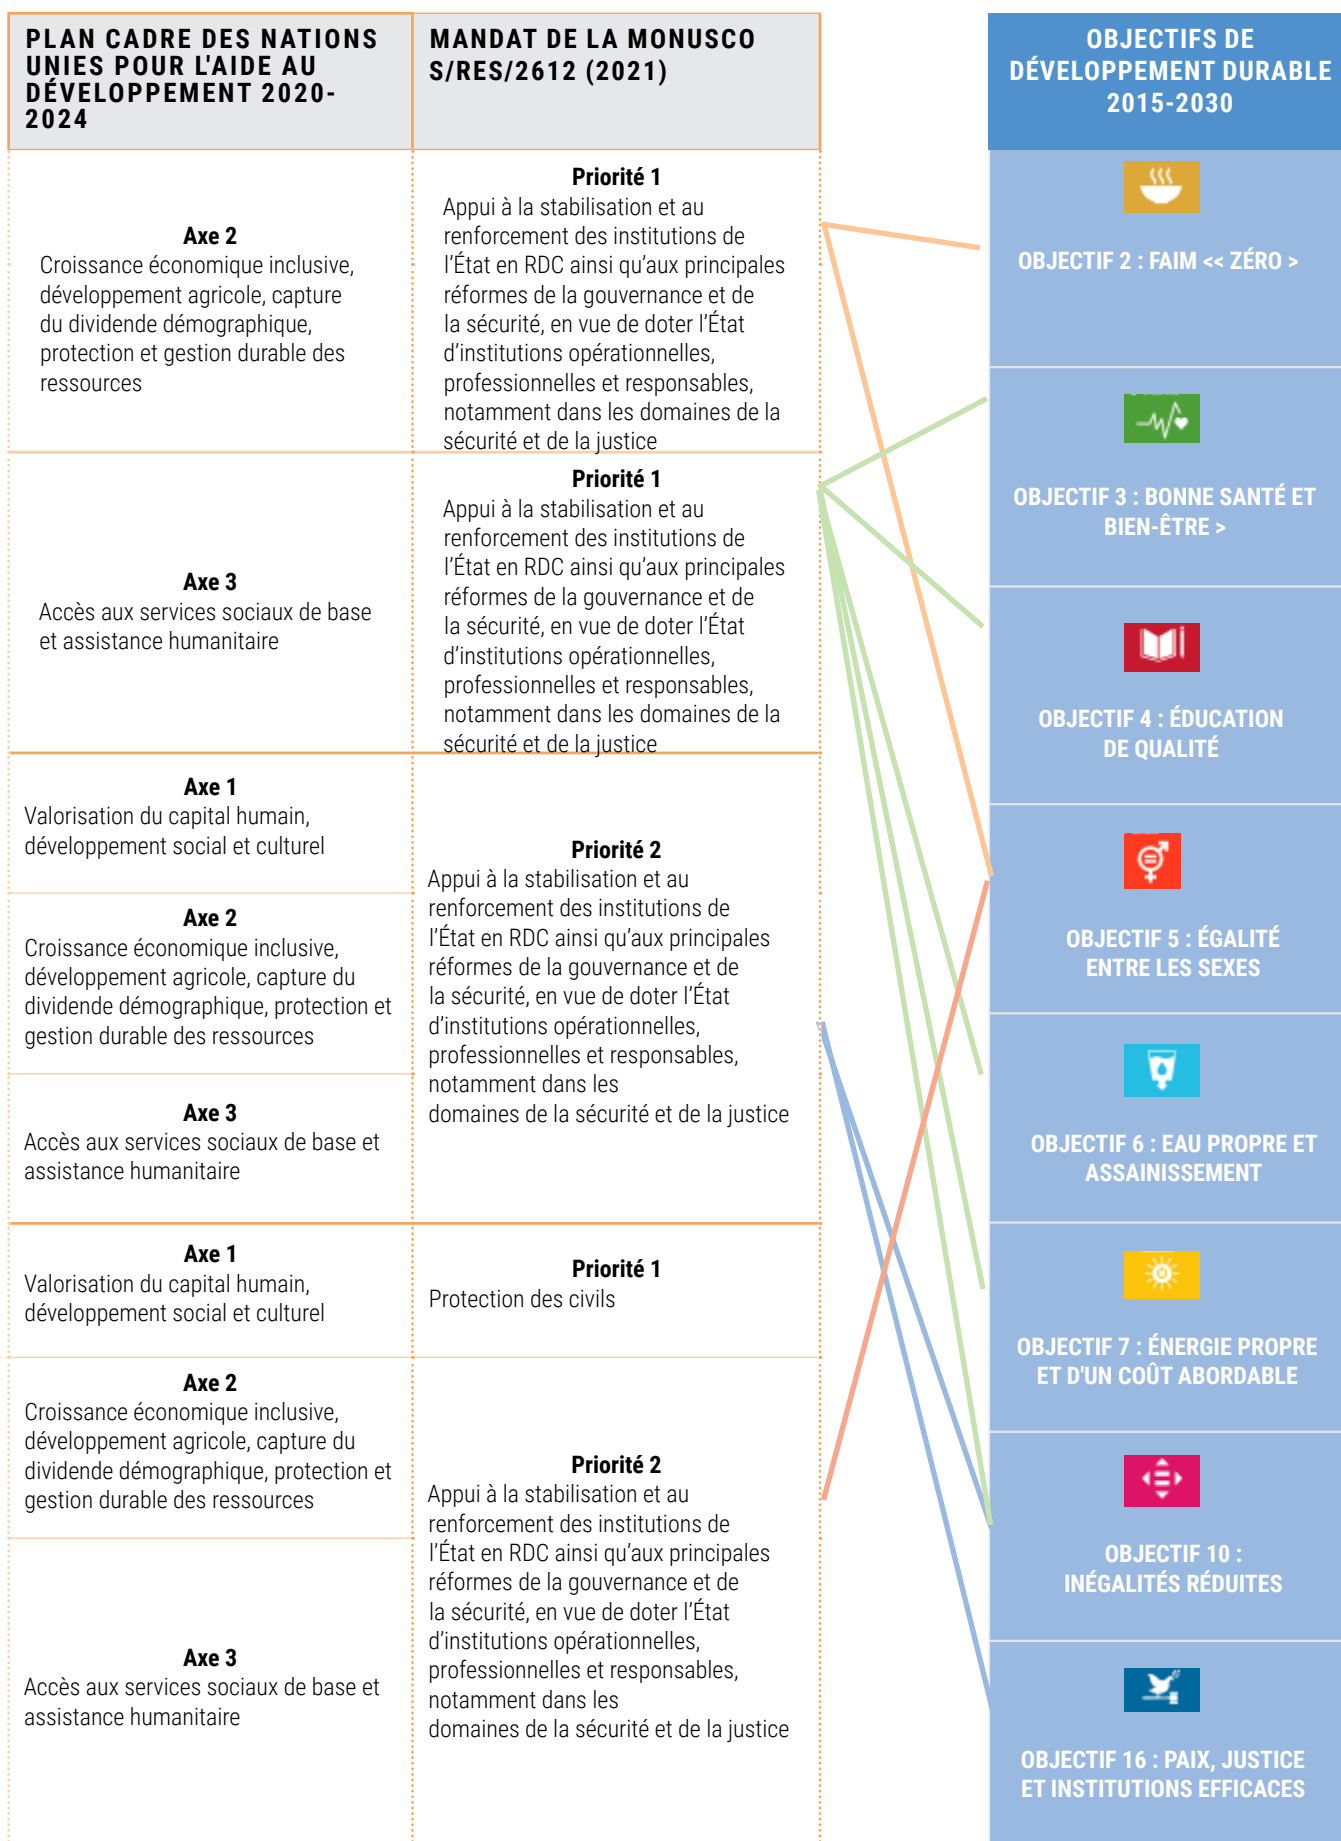 PLAN CADRE DES NATIONS
UNIES POUR L'AIDE AU
DÉVELOPPEMENT 2020-
2024
MANDAT DE LA MONUSCO
S/RES/2612 (2021)
OBJECTIFS DE
DÉVELOPPEMENT DURABLE
2015-2030
Axe 2
Croissance économique inclusive,
développement agricole, capture
du dividende démographique,
protection et gestion durable des
ressources
Priorité 1
Appui à la stabilisation et au
renforcement des institutions de
l'État en RDC ainsi qu'aux principales
réformes de la gouvernance et de
la sécurité, en vue de doter l'État
d'institutions opérationnelles,
professionnelles et responsables,
notamment dans les domaines de la
sécurité et de la justice
Axe 3
Accès aux services sociaux de base
et assistance humanitaire
Priorité 1
Appui à la stabilisation et au
renforcement des institutions de
l'État en RDC ainsi qu'aux principales
réformes de la gouvernance et de
la sécurité, en vue de doter l'État
d'institutions opérationnelles,
professionnelles et responsables,
notamment dans les domaines de la
sécurité et de la justice
Axe 1
Valorisation du capital humain,
développement social et culturel
Axe 2
Croissance économique inclusive,
développement agricole, capture du
dividende démographique, protection et
gestion durable des ressources
Axe 3
Accès aux services sociaux de base et
assistance humanitaire
Priorité 2
Appui à la stabilisation et au
renforcement des institutions de
l'État en RDC ainsi qu'aux principales
réformes de la gouvernance et de
la sécurité, en vue de doter l'État
d'institutions opérationnelles,
professionnelles et responsables,
notamment dans les
domaines de la sécurité et de la justice
Axe 1
Valorisation du capital humain,
développement social et culturel
Priorité 1
Protection des civils
Axe 2
Croissance économique inclusive,
développement agricole, capture du
dividende démographique, protection et
gestion durable des ressources
Axe 3
Accès aux services sociaux de base et
assistance humanitaire
Priorité 2
Appui à la stabilisation et au
renforcement des institutions de
l'État en RDC ainsi qu'aux principales
réformes de la gouvernance et de
la sécurité, en vue de doter l'État
d'institutions opérationnelles,
professionnelles et responsables,
notamment dans les
domaines de la sécurité et de la justice
OBJECTIF 2 : FAIM << ZÉRO >
OBJECTIF 3 : BONNE SANTÉ ET
BIEN-ÊTRE >
OBJECTIF 4 : ÉDUCATION
DE QUALITÉ
OBJECTIF 5 : ÉGALITÉ
ENTRE LES SEXES
OBJECTIF 6 : EAU PROPRE ET
ASSAINISSEMENT
OBJECTIF 7 : ÉNERGIE PROPRE
ET D'UN COÛT ABORDABLE
OBJECTIF 10 :
INÉGALITÉS RÉDUITES
OBJECTIF 16 : PAIX, JUSTICE
ET INSTITUTIONS EFFICACES